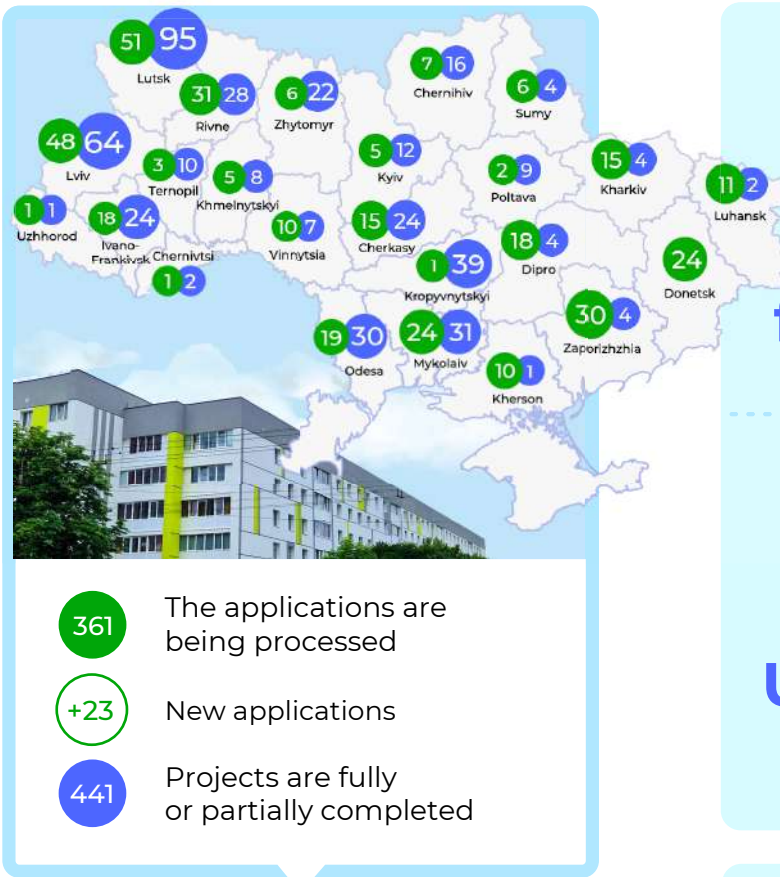 51 95
Lutsk
7 16
Chernihiv
31 28
Rivne
6 22
Zhytomyr
6 4
Sumy
48 64
Lviv
3 10
Ternopil
5 8
Khmelnytskyi
5 12
Kyiv
2 9
Poltava
15 4
Kharkiv
11 2
Luhansk
1 1
Uzhhorod
18 24
Ivano-
Frankivsk
Chernivtsi
1 2
10 7
Vinnytsia
15 24
Cherkasy
18 4
Dipro
24
Donetsk
1 39
Kropyvnytskyi
19 30
Odesa
24 31
Mykolaiv
30 4
Zaporizhzhia
10 1
Kherson
361 The applications are
being processed
+23 New applications
441 Projects are fully
or partially completed